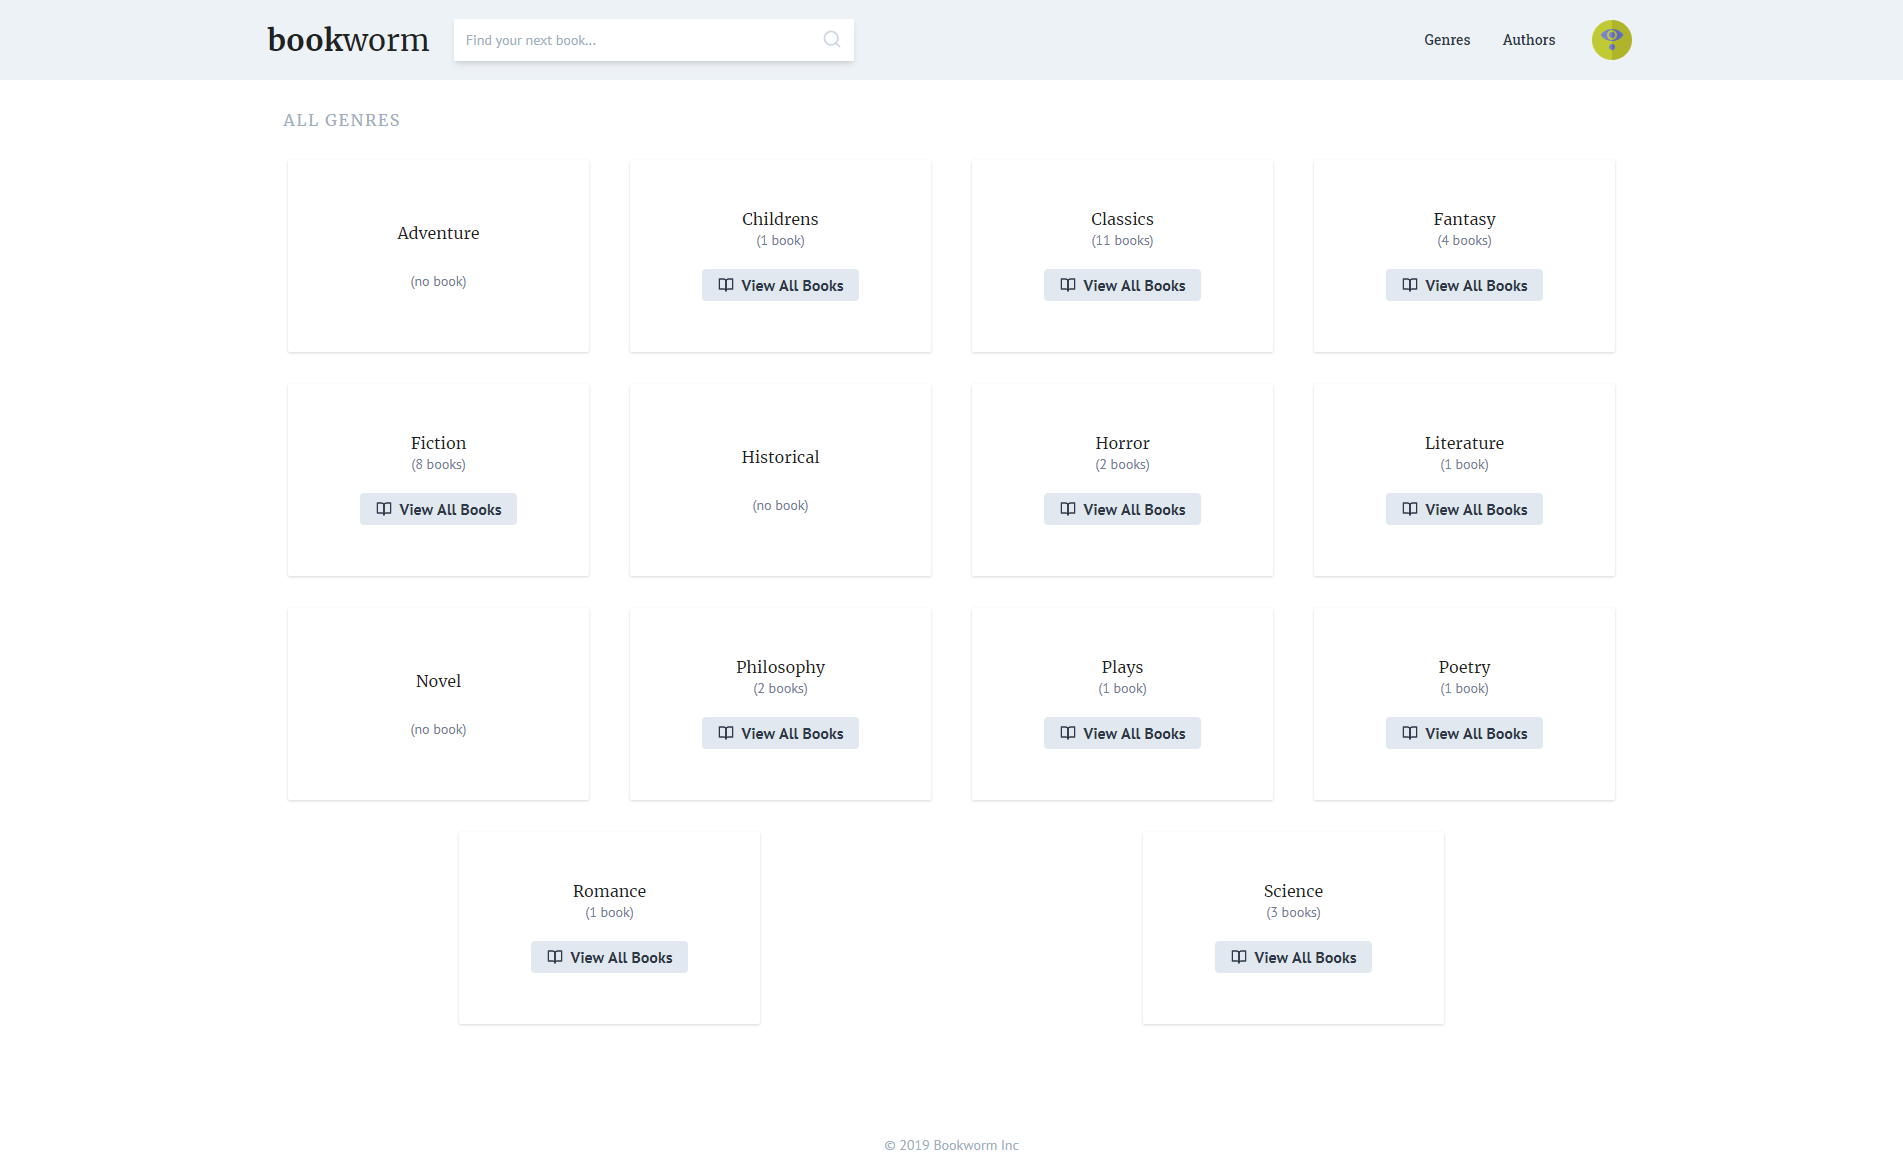 bookworm
Find your next book...
Genres
Authors
ALL GENRES
Adventure
(no book)
Childrens
(1 book)
View All Books
Classics
(11 books)
View All Books
Fantasy
(4 books)
View All Books
Fiction
(8 books)
View All Books
Historical
(no book)
Horror
(2 books)
View All Books
Literature
(1 book)
View All Books
Novel
(no book)
Philosophy
(2 books)
View All Books
Plays
(1 book)
View All Books
Poetry
(1 book)
View All Books
Romance
(1 book)
View All Books
Science
(3 books)
View All Books
© 2019 Bookworm Inc